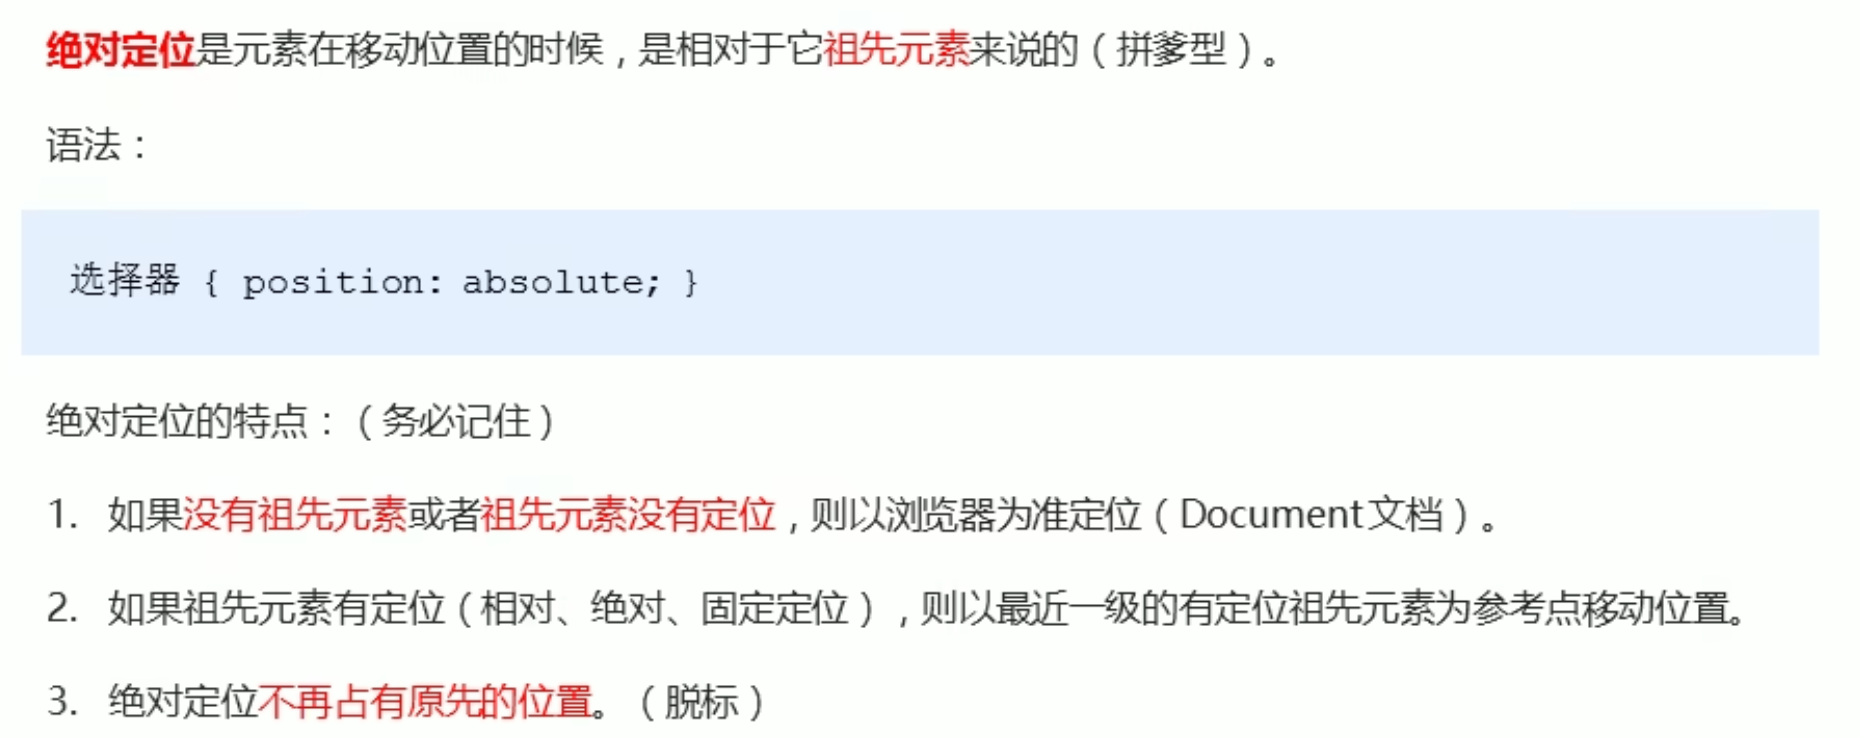 绝对定位是元素在移动位置的时候，是相对于它祖先元素来说的（拼爹型）。
语法：
选择器 { position: absolute; }
绝对定位的特点：（务必记住）
1. 如果没有祖先元素或者祖先元素没有定位，则以浏览器为准定位（Document文档）。
2. 如果祖先元素有定位（相对、绝对、固定定位），则以最近一级的有定位祖先元素为参考点移动位置。
3. 绝对定位不再占有原先的位置。（脱标）